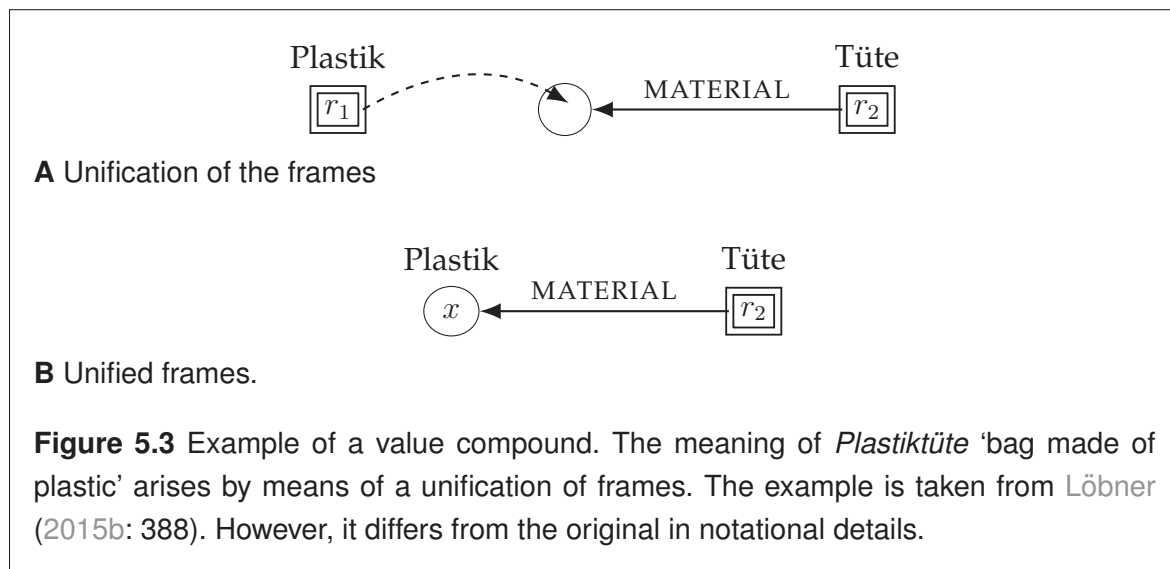 Plastik Tüte
r₁ MATERIAL r₂
A Unification of the frames
Plastik Tüte
x MATERIAL r₂
B Unified frames.
Figure 5.3 Example of a value compound. The meaning of Plastiktüte ‘bag made of
plastic’ arises by means of a unification of frames. The example is taken from Löbner
(2015b: 388). However, it differs from the original in notational details.